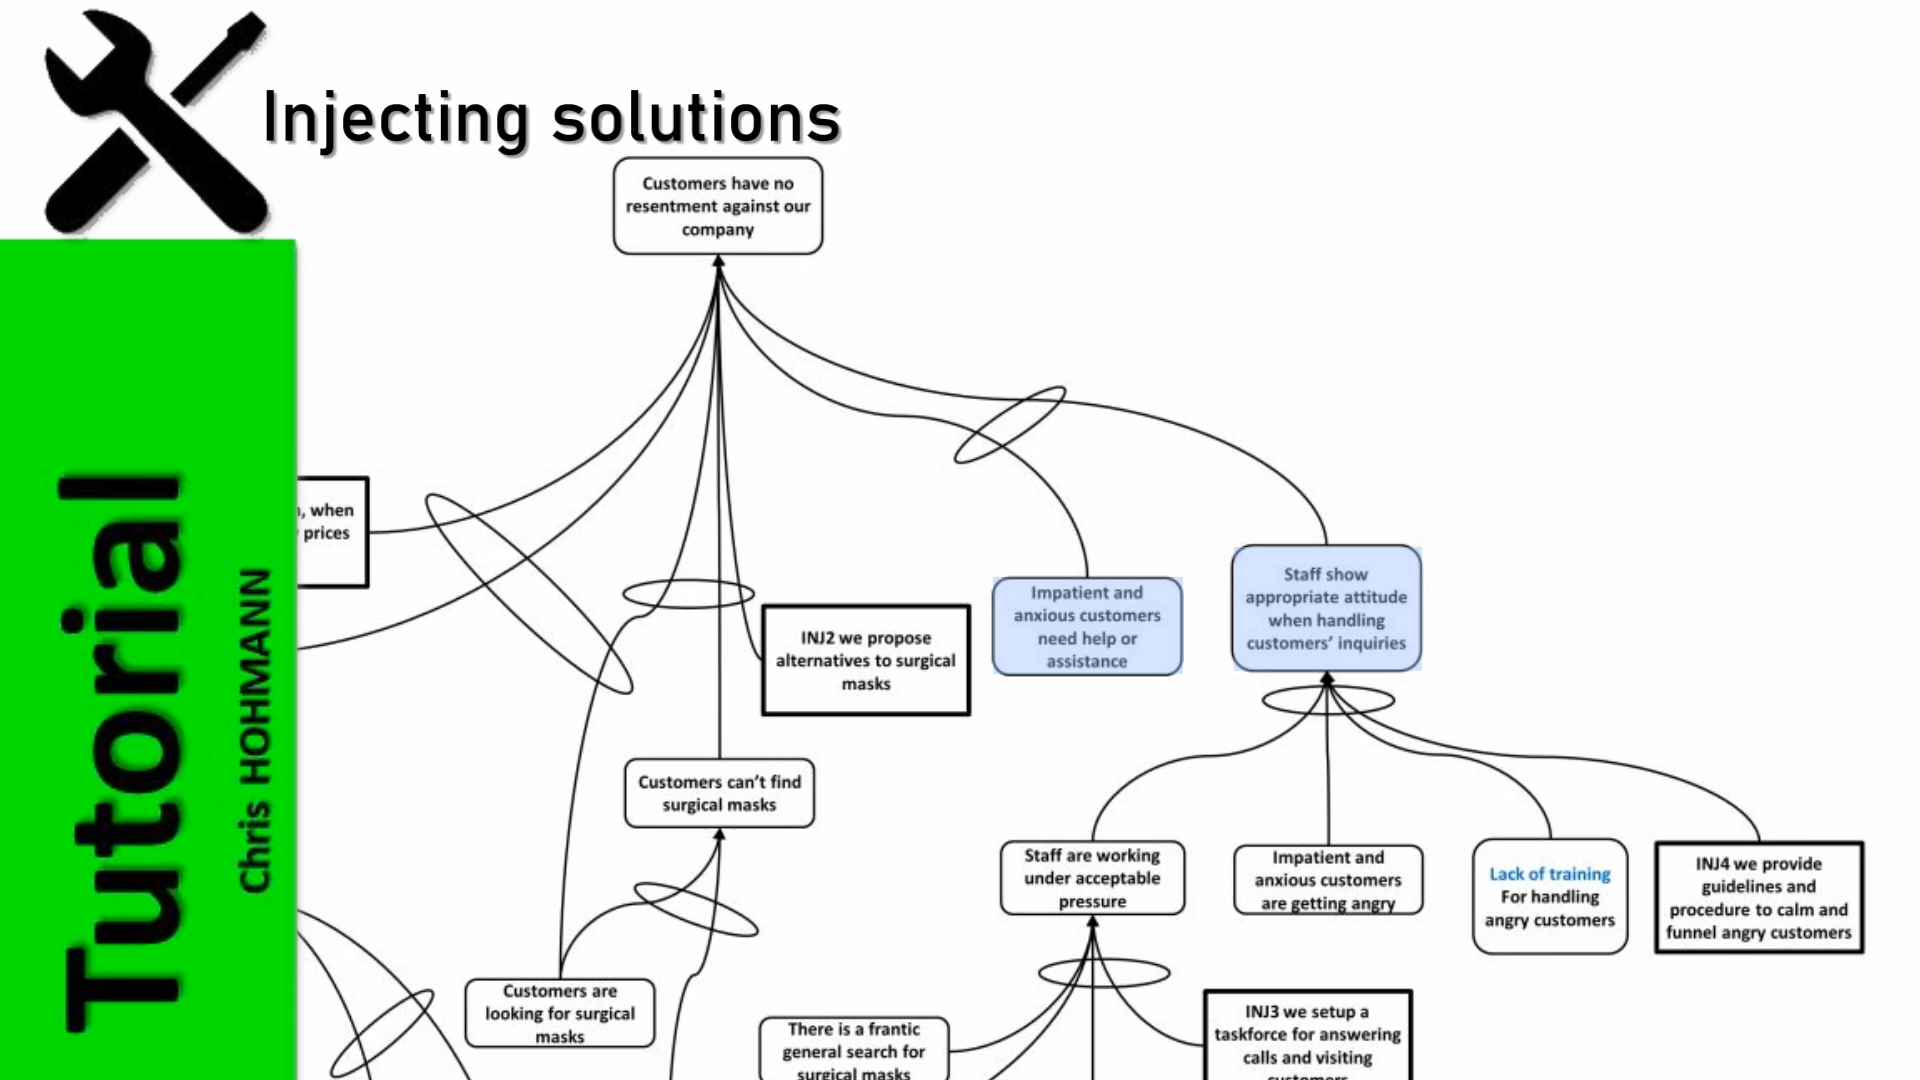 Injecting solutions
Customers have no
resentment against our
company
, when
prices
Impatient and
anxious customers
need help or
assistance
Staff show
appropriate attitude
when handling
customers’ inquiries
INJ2 we propose
alternatives to surgical
masks
Customers can’t find
surgical masks
Staff are working
under acceptable
pressure
Impatient and
anxious customers
are getting angry
Lack of training
For handling
angry customers
INJ4 we provide
guidelines and
procedure to calm and
funnel angry customers
Customers are
looking for surgical
masks
There is a frantic
general search for
surgical masks
INJ3 we setup a
taskforce for answering
calls and visiting
customers
Tutorial
Chris HOHMANN